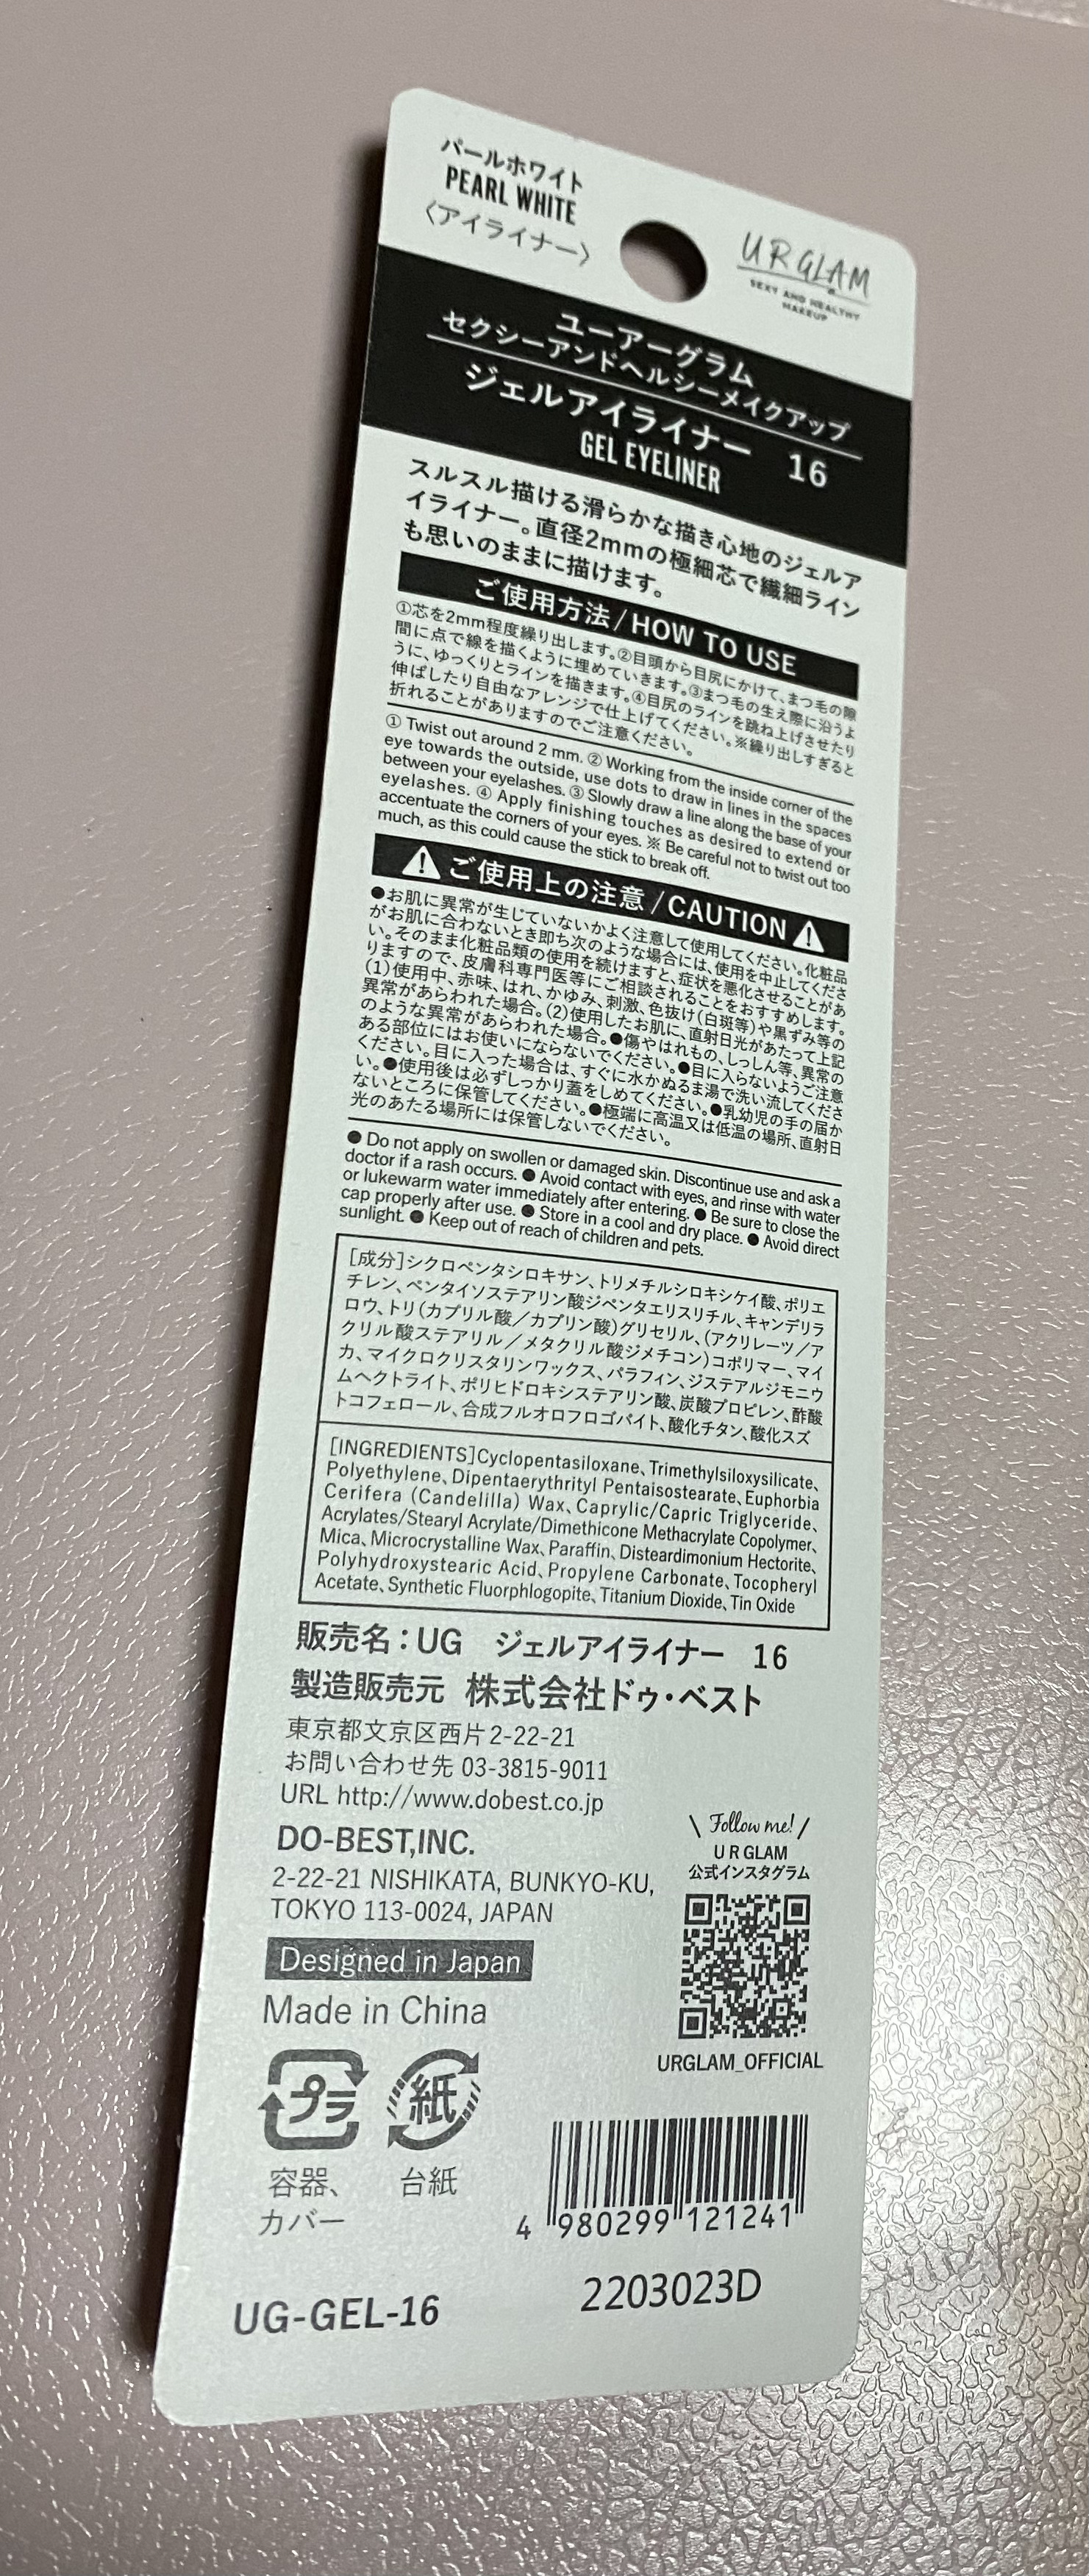 パールホワイト
PEARL WHITE
〈アイライナー〉
UR GLAM
SEXY AND HEALTHY
MAKEUP
ユーアーグラム
セクシーアンドヘルシーメイクアップ
ジェルアイライナー 16
GEL EYELINER
スルスル描ける滑らかな描き心地のジェルア
イライナー。直径2mmの極細芯で繊細ライン
も思いのままに描けます。
ご使用方法/HOW TO USE
①芯を2mm程度繰り出します。②目頭から目尻にかけて、まつ毛の隙
間に点で線を描くように埋めていきます。③まつ毛の生え際に沿うよ
うに、ゆっくりとラインを描きます。④目尻のラインを跳ね上げさせたり
伸ばしたり自由なアレンジで仕上げてください。※繰り出しすぎると
折れることがありますのでご注意ください。
① Twist out around 2 mm. ② Working from the inside corner of the
eye towards the outside, use dots to draw in lines in the spaces
between your eyelashes. ③ Slowly draw a line along the base of your
eyelashes. ④ Apply finishing touches as desired to extend or
accentuate the corners of your eyes. ※ Be careful not to twist out too
much, as this could cause the stick to break off.
ご使用上の注意/CAUTION
●お肌に異常が生じていないかよく注意して使用してください。化粧品
がお肌に合わないとき即ち次のような場合には、使用を中止してくださ
い。そのまま化粧品類の使用を続けますと、症状を悪化させることがあ
りますので、皮膚科専門医等にご相談されることをおすすめします。
(1)使用中、赤味、はれ、かゆみ、刺激、色抜け(白斑等)や黒ずみ等の
異常があらわれた場合。(2)使用したお肌に、直射日光があたって上記
のような異常があらわれた場合。●傷やはれもの、しっしん等、異常の
ある部位にはお使いにならないでください。●目に入らないようご注意
ください。目に入った場合は、すぐに水かぬるま湯で洗い流してくださ
い。●使用後は必ずしっかり蓋をしめてください。●乳幼児の手の届か
ないところに保管してください。●極端に高温又は低温の場所、直射日
光のあたる場所には保管しないでください。
● Do not apply on swollen or damaged skin. Discontinue use and ask a
doctor if a rash occurs. ● Avoid contact with eyes, and rinse with water
or lukewarm water immediately after entering. ● Be sure to close the
cap properly after use. ● Store in a cool and dry place. ● Avoid direct
sunlight. ● Keep out of reach of children and pets.
[成分]シクロペンタシロキサン、トリメチルシロキシケイ酸、ポリエ
チレン、ペンタイソステアリン酸ジペンタエリスリチル、キャンデリラ
ロウ、トリ(カプリル酸/カプリン酸)グリセリル、(アクリレーツ/ア
クリル酸ステアリル/メタクリル酸ジメチコン)コポリマー、マイ
カ、マイクロクリスタリンワックス、パラフィン、ジステアルジモニウ
ムヘクトライト、ポリヒドロキシステアリン酸、炭酸プロピレン、酢酸
トコフェロール、合成フルオロフロゴパイト、酸化チタン、酸化スズ
[INGREDIENTS]Cyclopentasiloxane、Trimethylsiloxysilicate、
Polyethylene、Dipentaerythrityl Pentaisostearate、Euphorbia
Cerifera (Candelilla) Wax、Caprylic/Capric Triglyceride、
Acrylates/Stearyl Acrylate/Dimethicone Methacrylate Copolymer、
Mica、Microcrystalline Wax、Paraffin、Disteardimonium Hectorite、
Polyhydroxystearic Acid、Propylene Carbonate、Tocopheryl
Acetate、Synthetic Fluorphlogopite、Titanium Dioxide、Tin Oxide
販売名:UG ジェルアイライナー 16
製造販売元 株式会社ドゥ・ベスト
東京都文京区西片2-22-21
お問い合わせ先 03-3815-9011
URL http://www.dobest.co.jp
DO-BEST,INC.
2-22-21 NISHIKATA, BUNKYO-KU,
TOKYO 113-0024, JAPAN
Designed in Japan
Made in China
\ Follow me! /
U R GLAM
公式インスタグラム
URGLAM_OFFICIAL
プラ
紙
容器、
カバー
台紙
4 980299 121241
UG-GEL-16
2203023D